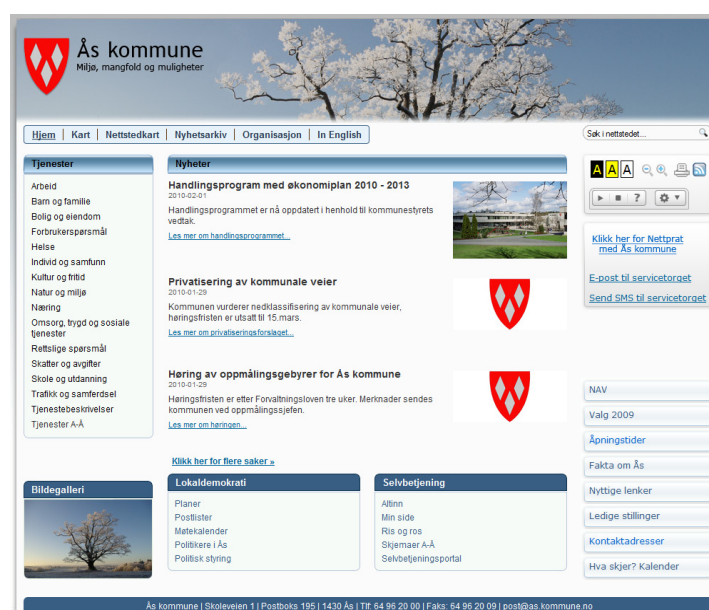 Ås kommune
Miljø, mangfold og muligheter
Hjem | Kart | Nettstedkart | Nyhetsarkiv | Organisasjon | In English
Søk i nettstedet...
Tjenester
Arbeid
Barn og familie
Bolig og eiendom
Forbrukerspørsmål
Helse
Individ og samfunn
Kultur og fritid
Natur og miljø
Næring
Omsorg, trygd og sosiale
tjenester
Rettslige spørsmål
Skatter og avgifter
Skole og utdanning
Trafikk og samferdsel
Tjenestebeskrivelser
Tjenester A-Å
Bildegalleri
Nyheter
Handlingsprogram med økonomiplan 2010 - 2013
2010-02-01
Handlingsprogrammet er nå oppdatert i henhold til kommunestyrets
vedtak.
Les mer om handlingsprogrammet...
Privatisering av kommunale veier
2010-01-29
Kommunen vurderer nedklassifisering av kommunale veier,
høringsfristen er utsatt til 15.mars.
Les mer om privatiseringsforslaget...
Høring av oppmålingsgebyrer for Ås kommune
2010-01-29
Høringsfristen er etter Forvaltningsloven tre uker. Merknader sendes
kommunen ved oppmålingssjefen.
Les mer om høringen...
Klikk her for flere saker »
Lokaldemokrati
Planer
Postlister
Møtekalender
Politikere i Ås
Politisk styring
Selvbetjening
Altinn
Min side
Ris og ros
Skjemaer A-Å
Selvbetjeningsportal
A A A
?
Klikk her for Nettprat
med Ås kommune
E-post til servicetorget
Send SMS til servicetorget
NAV
Valg 2009
Åpningstider
Fakta om Ås
Nyttige lenker
Ledige stillinger
Kontaktadresser
Hva skjer? Kalender
Ås kommune | Skoleveien 1 | Postboks 195 | 1430 Ås | Tlf: 64 96 20 00 | Faks: 64 96 20 09 | post@as.kommune.no